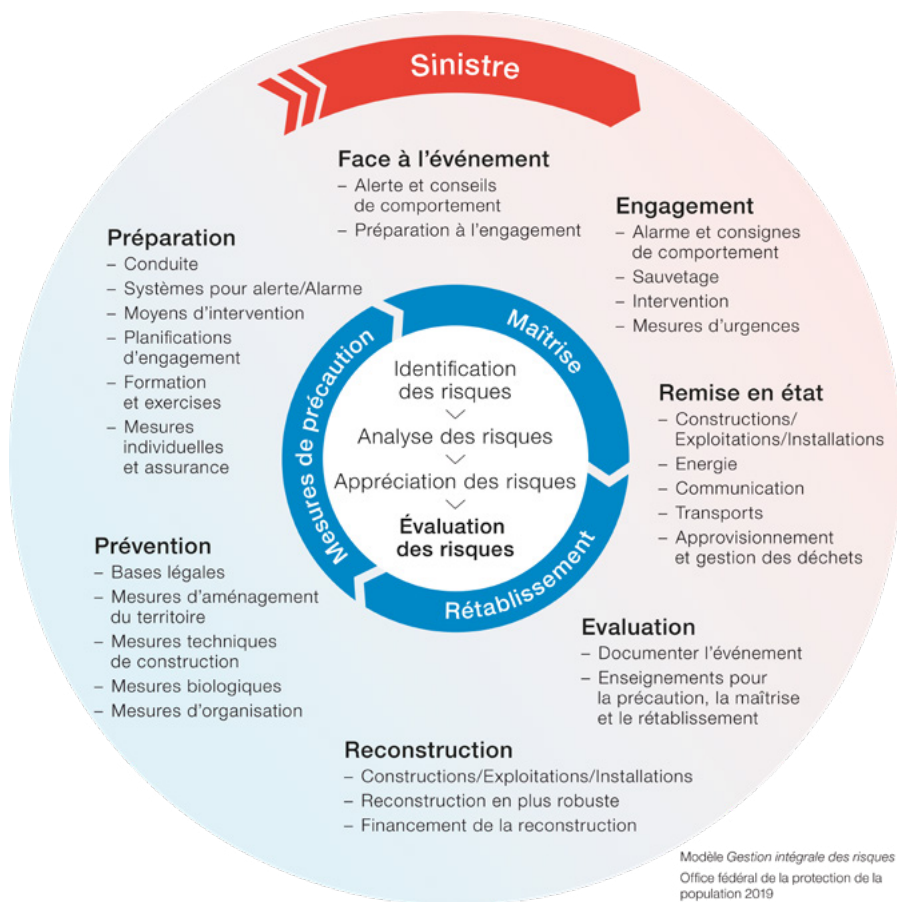 Sinistre
Face à l'événement
– Alerte et conseils
de comportement
– Préparation à l'engagement
Engagement
– Alarme et consignes
de comportement
– Sauvetage
– Intervention
– Mesures d'urgences
Préparation
– Conduite
– Systèmes pour alerte/Alarme
– Moyens d'intervention
– Planifications
d'engagement
– Formation
et exercises
– Mesures
individuelles
et assurance
Mesures de précaution
Maîtrise
Rétablissement
Identification
des risques
Analyse des risques
Appréciation des risques
Évaluation
des risques
Remise en état
– Constructions/
Exploitations/Installations
– Energie
– Communication
– Transports
– Approvisionnement
et gestion des déchets
Prévention
– Bases légales
– Mesures d'aménagement
du territoire
– Mesures techniques
de construction
– Mesures biologiques
– Mesures d'organisation
Evaluation
– Documenter l'événement
– Enseignements pour
la précaution, la maîtrise
et le rétablissement
Reconstruction
– Constructions/Exploitations/Installations
– Reconstruction en plus robuste
– Financement de la reconstruction
Modèle Gestion intégrale des risques
Office fédéral de la protection de la
population 2019